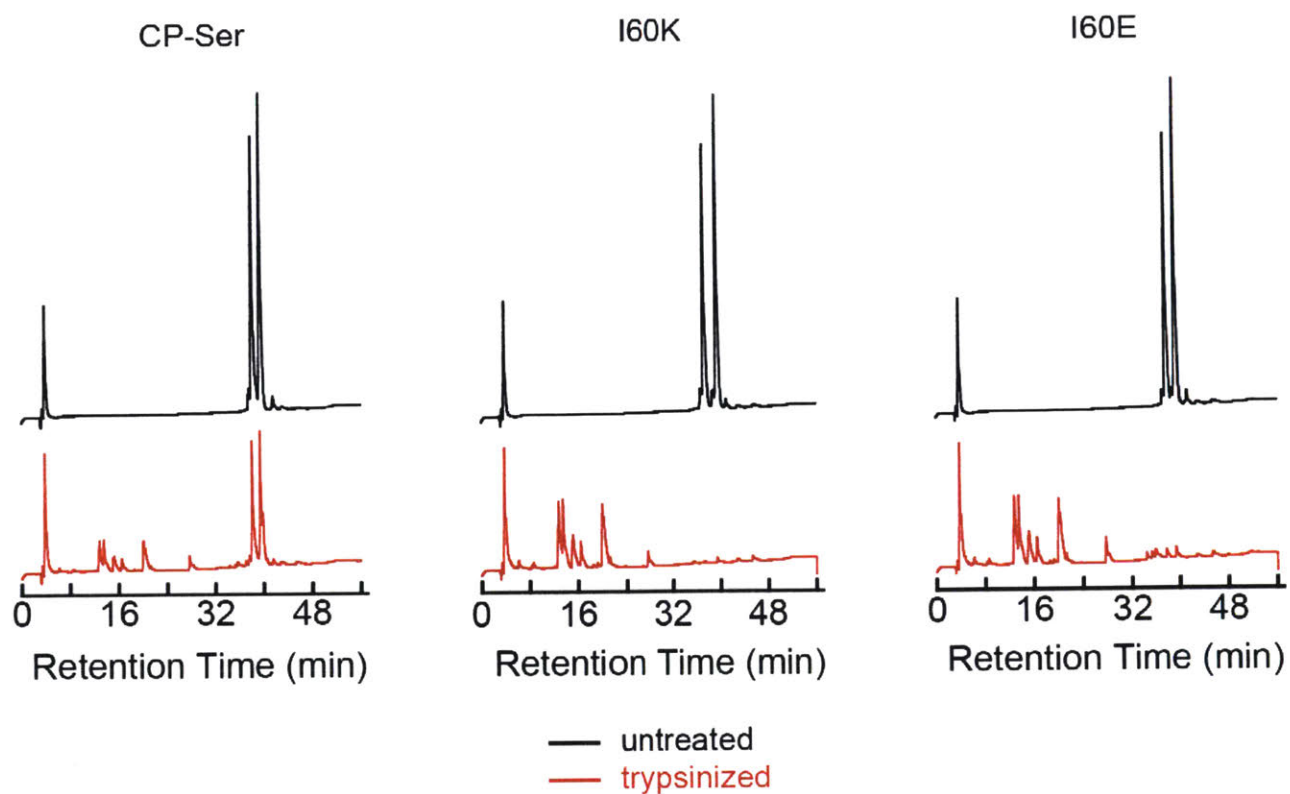 CP-Ser
I60K
I60E
0 16 32 48
0 16 32 48
0 16 32 48
Retention Time (min)
Retention Time (min)
Retention Time (min)
untreated
trypsinized